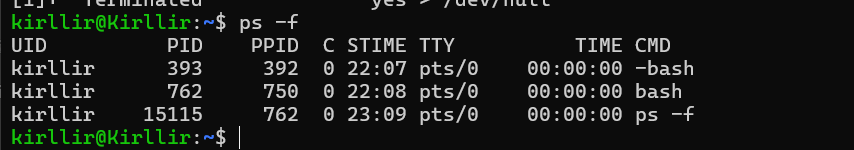 [1]+  Terminated              yes > /dev/null
kirllir@Kirllir:~$ ps -f
UID        PID    PPID  C STIME TTY          TIME CMD
kirllir    393     392  0 22:07 pts/0    00:00:00 -bash
kirllir    762     750  0 22:08 pts/0    00:00:00 bash
kirllir  15115     762  0 23:09 pts/0    00:00:00 ps -f
kirllir@Kirllir:~$